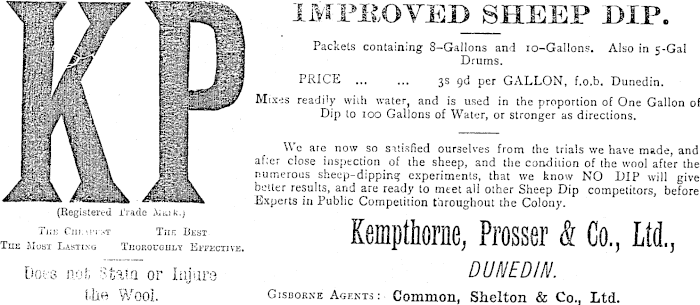 KP
(Registered Trade Mark.)
THE CHEAPEST THE BEST
THE MOST LASTING THOROUGHLY EFFECTIVE.
Does not Stain or Injure
the Wool.
IMPROVED SHEEP DIP.
Packets containing 8-Gallons and 10-Gallons. Also in 5-Gal
Drums.
PRICE ... ... 3s 9d per GALLON, f.o.b. Dunedin.
Mixes readily with water, and is used in the proportion of One Gallon of
Dip to 100 Gallons of Water, or stronger as directions.
We are now so satisfied ourselves from the trials we have made, and
after close inspection of the sheep, and the condition of the wool after the
numerous sheep-dipping experiments, that we know NO DIP will give
better results, and are ready to meet all other Sheep Dip competitors, before
Experts in Public Competition throughout the Colony.
Kempthorne, Prosser & Co., Ltd.,
DUNEDIN.
GISBORNE AGENTS: Common, Shelton & Co., Ltd.